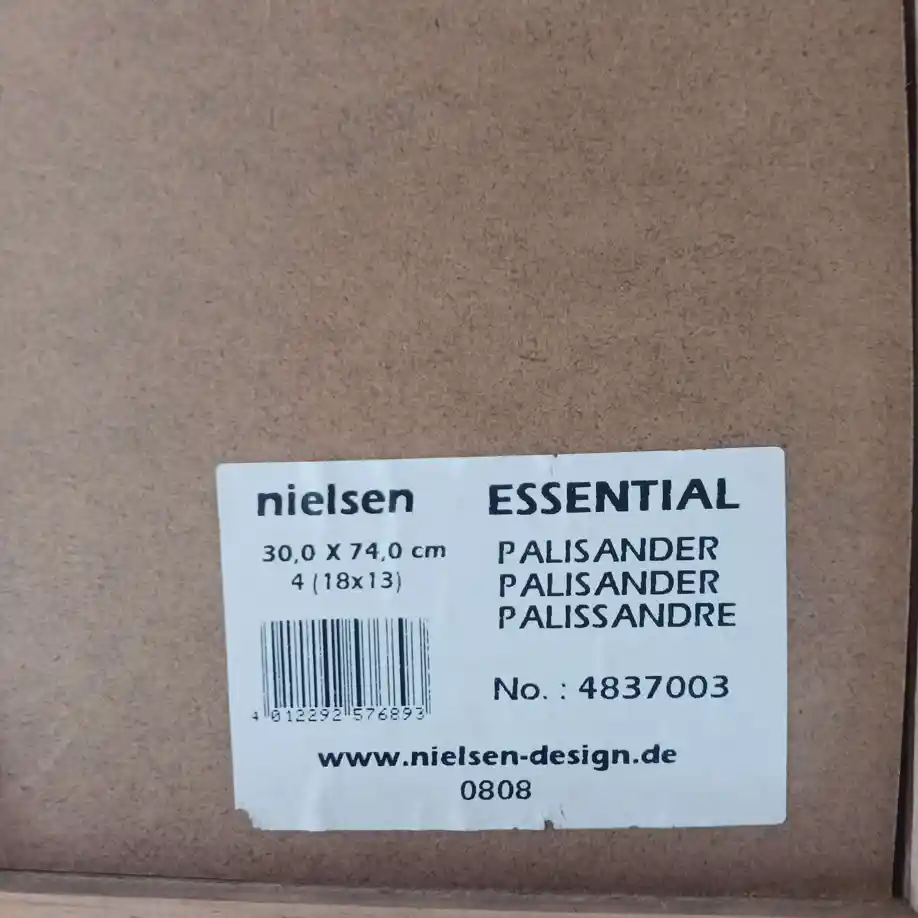 nielsen
30,0 X 74,0 cm
4 (18x13)
4 012292 576893
ESSENTIAL
PALISANDER
PALISANDER
PALISSANDRE
No. : 4837003
www.nielsen-design.de
0808